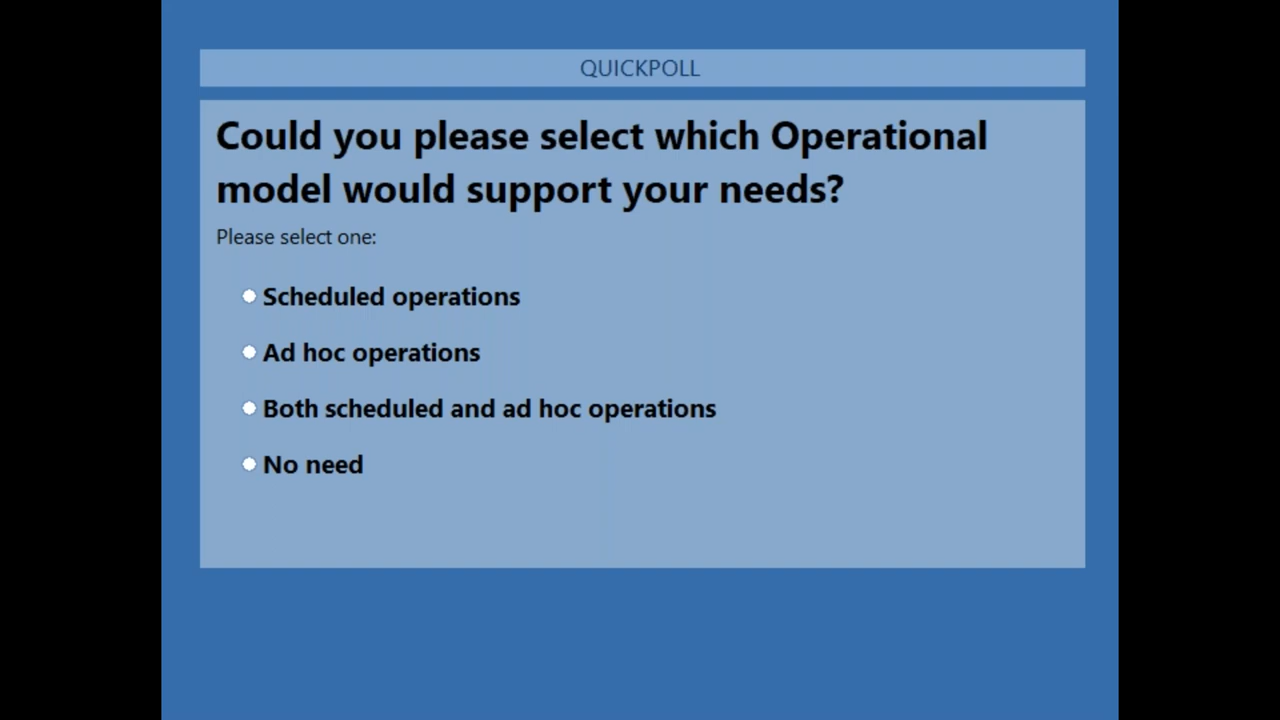 QUICKPOLL
Could you please select which Operational
model would support your needs?
Please select one:
Scheduled operations
Ad hoc operations
Both scheduled and ad hoc operations
No need